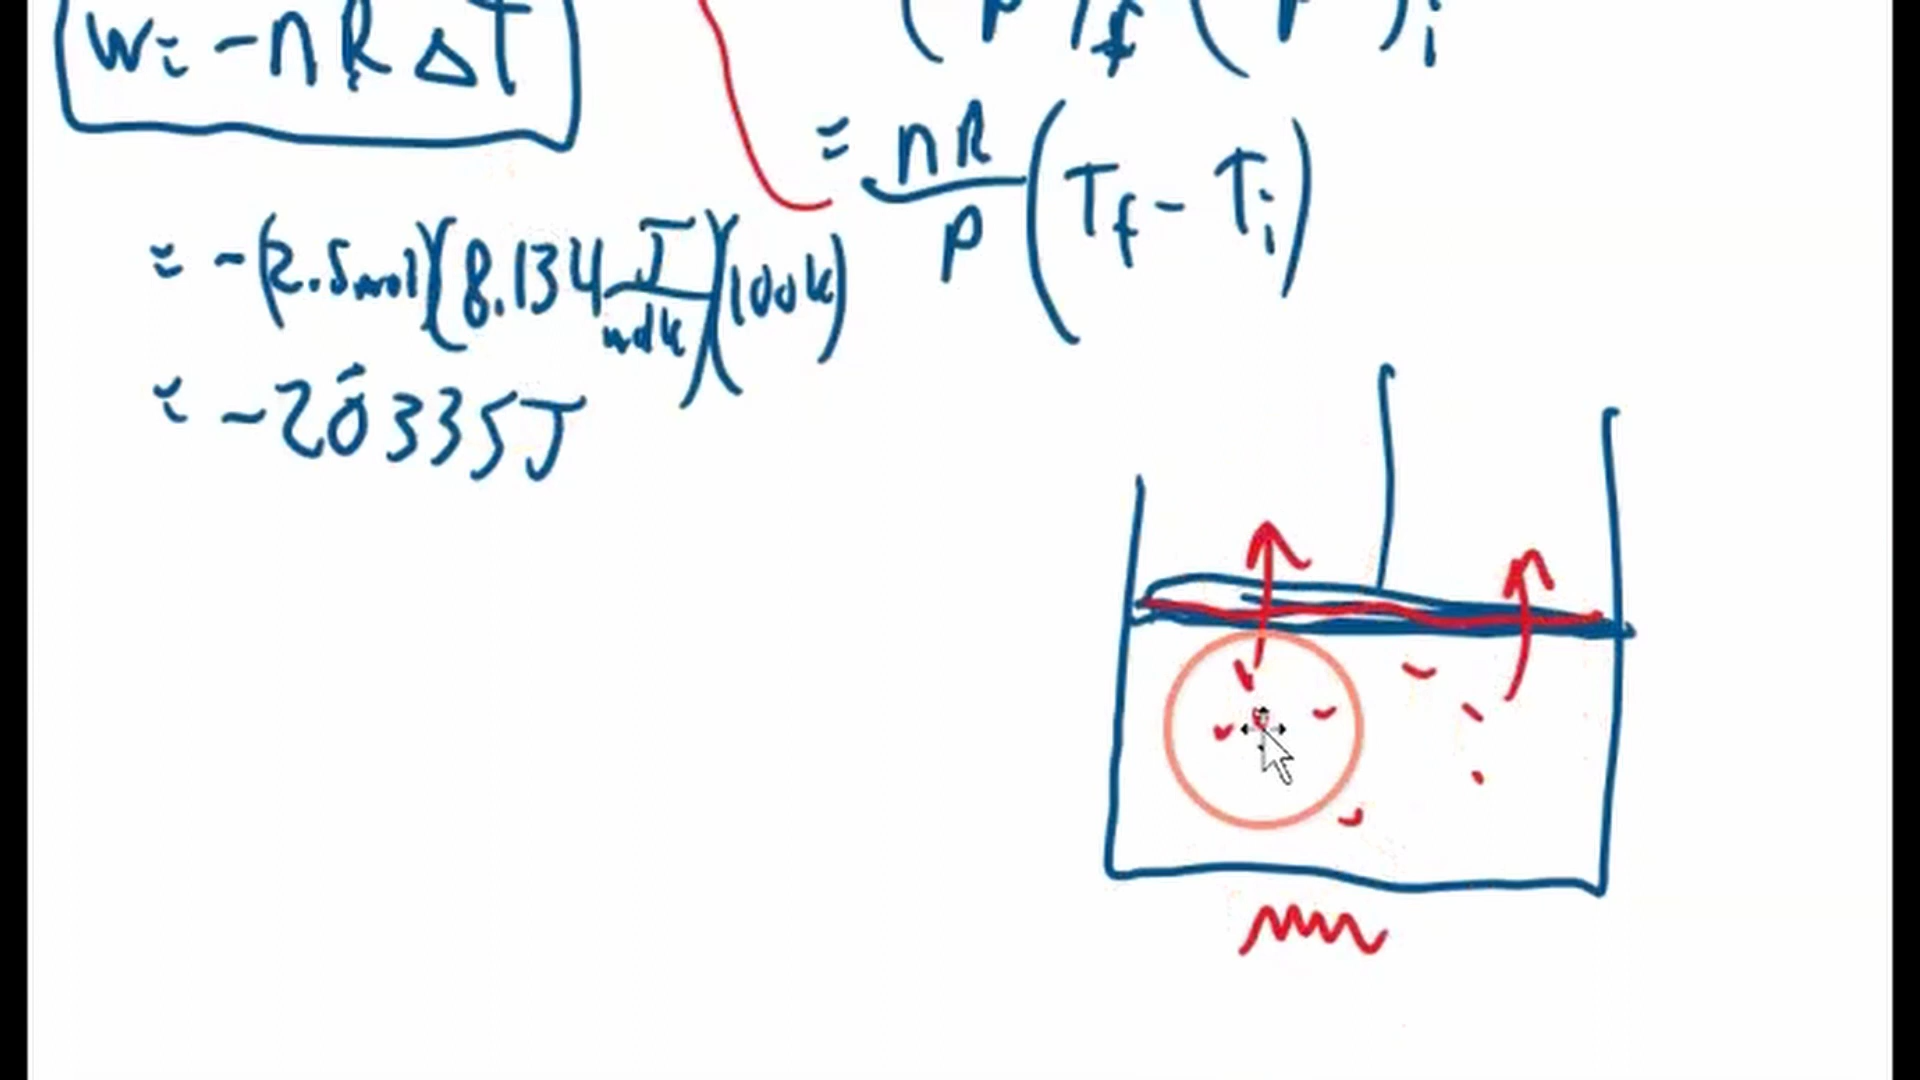 w = -nRΔT
(P)f (P)i
= nR/P (Tf - Ti)
= -(2.5mol)(8.134 J/molK)(100K)
= -20335J